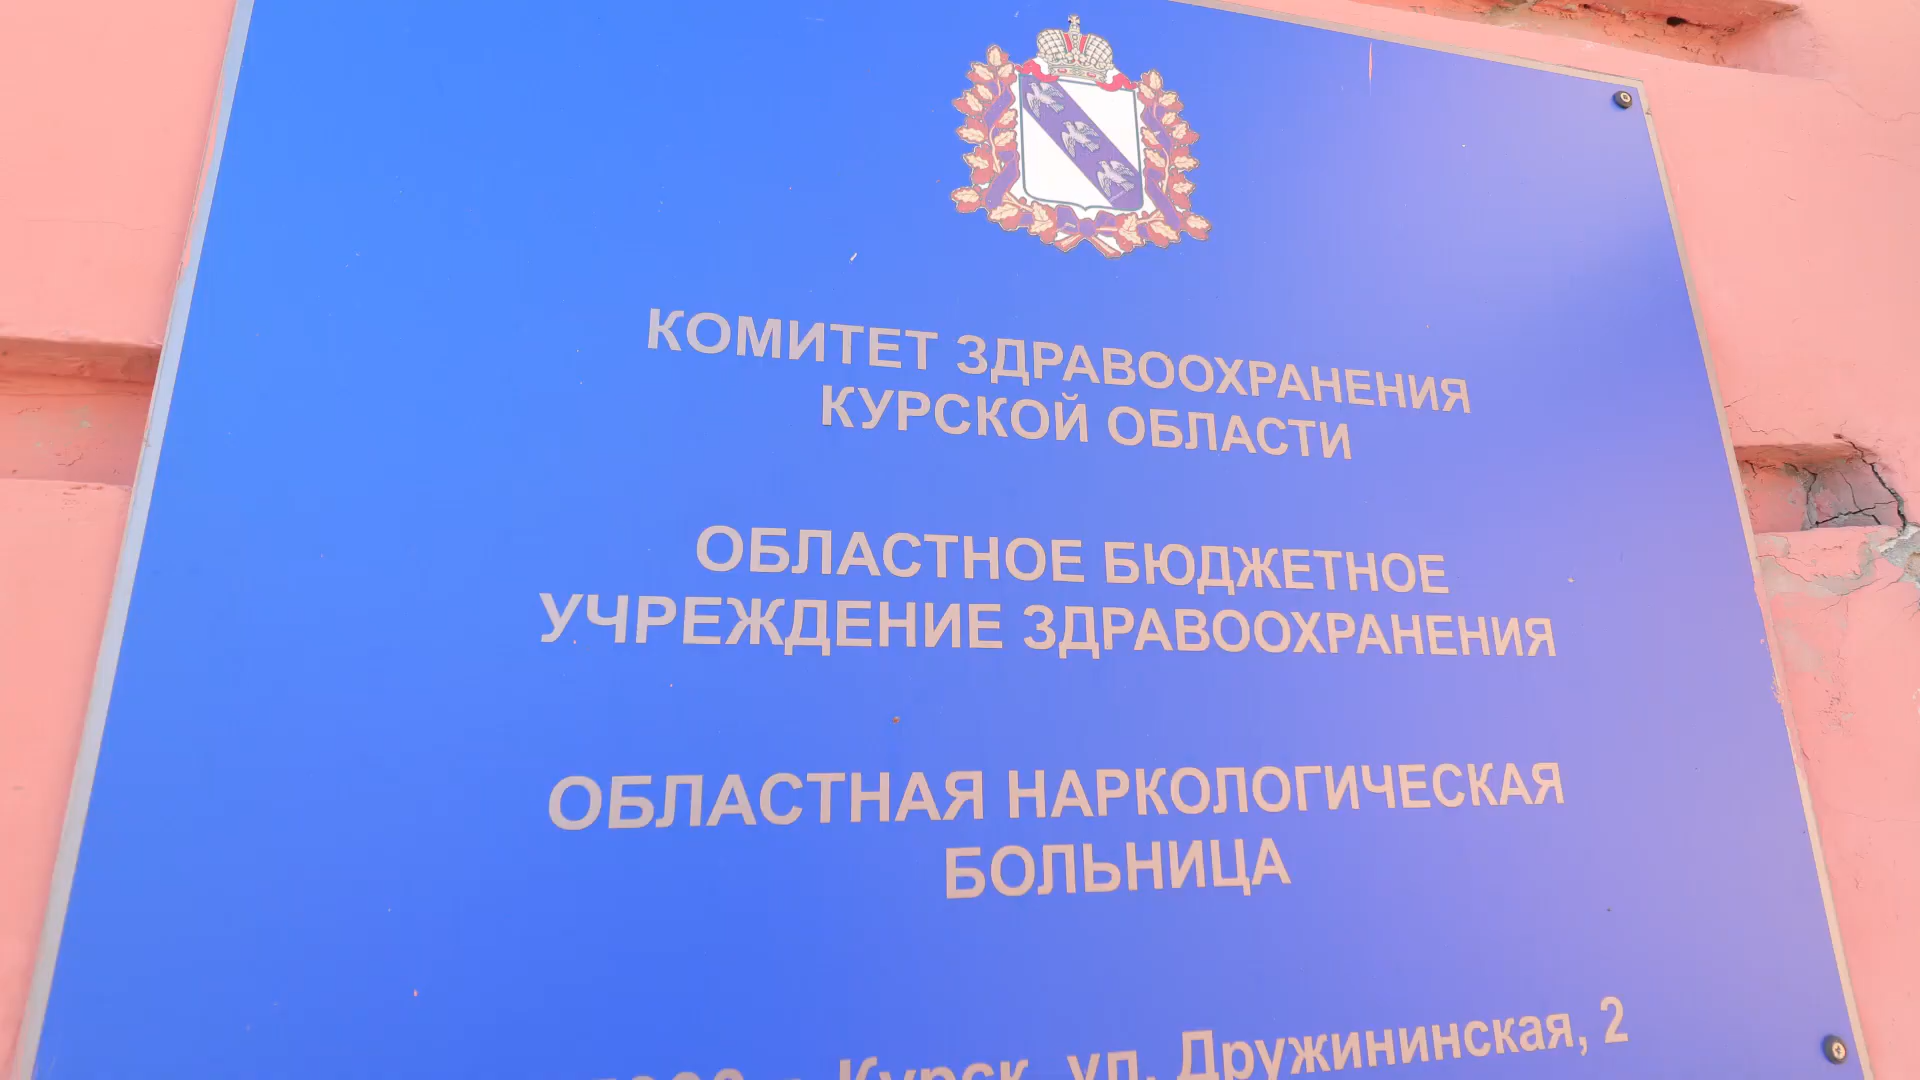 КОМИТЕТ ЗДРАВООХРАНЕНИЯ
КУРСКОЙ ОБЛАСТИ
ОБЛАСТНОЕ БЮДЖЕТНОЕ
УЧРЕЖДЕНИЕ ЗДРАВООХРАНЕНИЯ
ОБЛАСТНАЯ НАРКОЛОГИЧЕСКАЯ
БОЛЬНИЦА
Курск, ул. Дружининская, 2